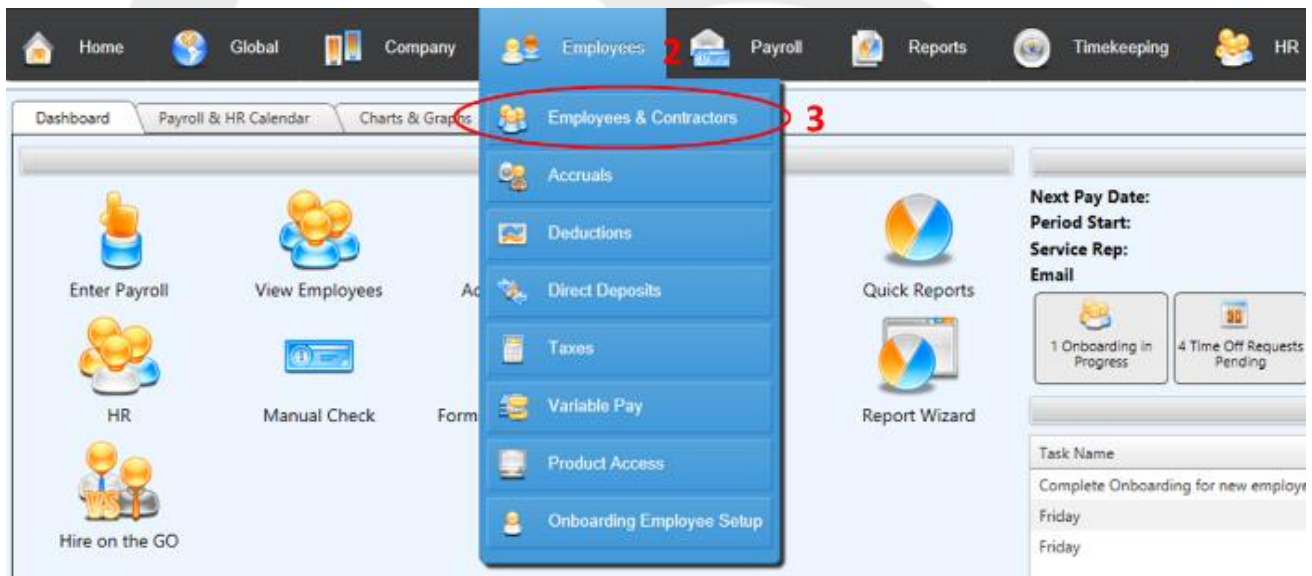 Home Global Company Employees 2 Payroll Reports Timekeeping HR
Dashboard Payroll & HR Calendar Charts & Graphs
Employees & Contractors 3
Accruals
Deductions
Direct Deposits
Taxes
Variable Pay
Product Access
Onboarding Employee Setup
Enter Payroll View Employees Quick Reports
HR Manual Check Form Report Wizard
VS
Hire on the GO
Next Pay Date:
Period Start:
Service Rep:
Email
1 Onboarding in
Progress
4 Time Off Requests
Pending
Task Name
Complete Onboarding for new employe
Friday
Friday